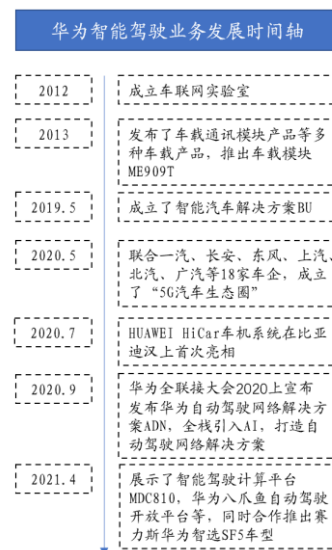 华为智能驾驶业务发展时间轴
2012
成立车联网实验室
2013
发布了车载通讯模块产品等多
种车载产品，推出车载模块
ME909T
2019.5
成立了智能汽车解决方案BU
2020.5
联合一汽、长安、东风、上汽、
北汽、广汽等18家车企，成立
了“5G汽车生态圈”
2020.7
HUAWEI HiCar车机系统在比亚
迪汉上首次亮相
2020.9
华为全联接大会2020上宣布
发布华为自动驾驶网络解决方
案ADN，全栈引入AI，打造自
动驾驶网络解决方案
2021.4
展示了智能驾驶计算平台
MDC810，华为八爪鱼自动驾驶
开放平台等，同时合作推出赛
力斯华为智选SF5车型